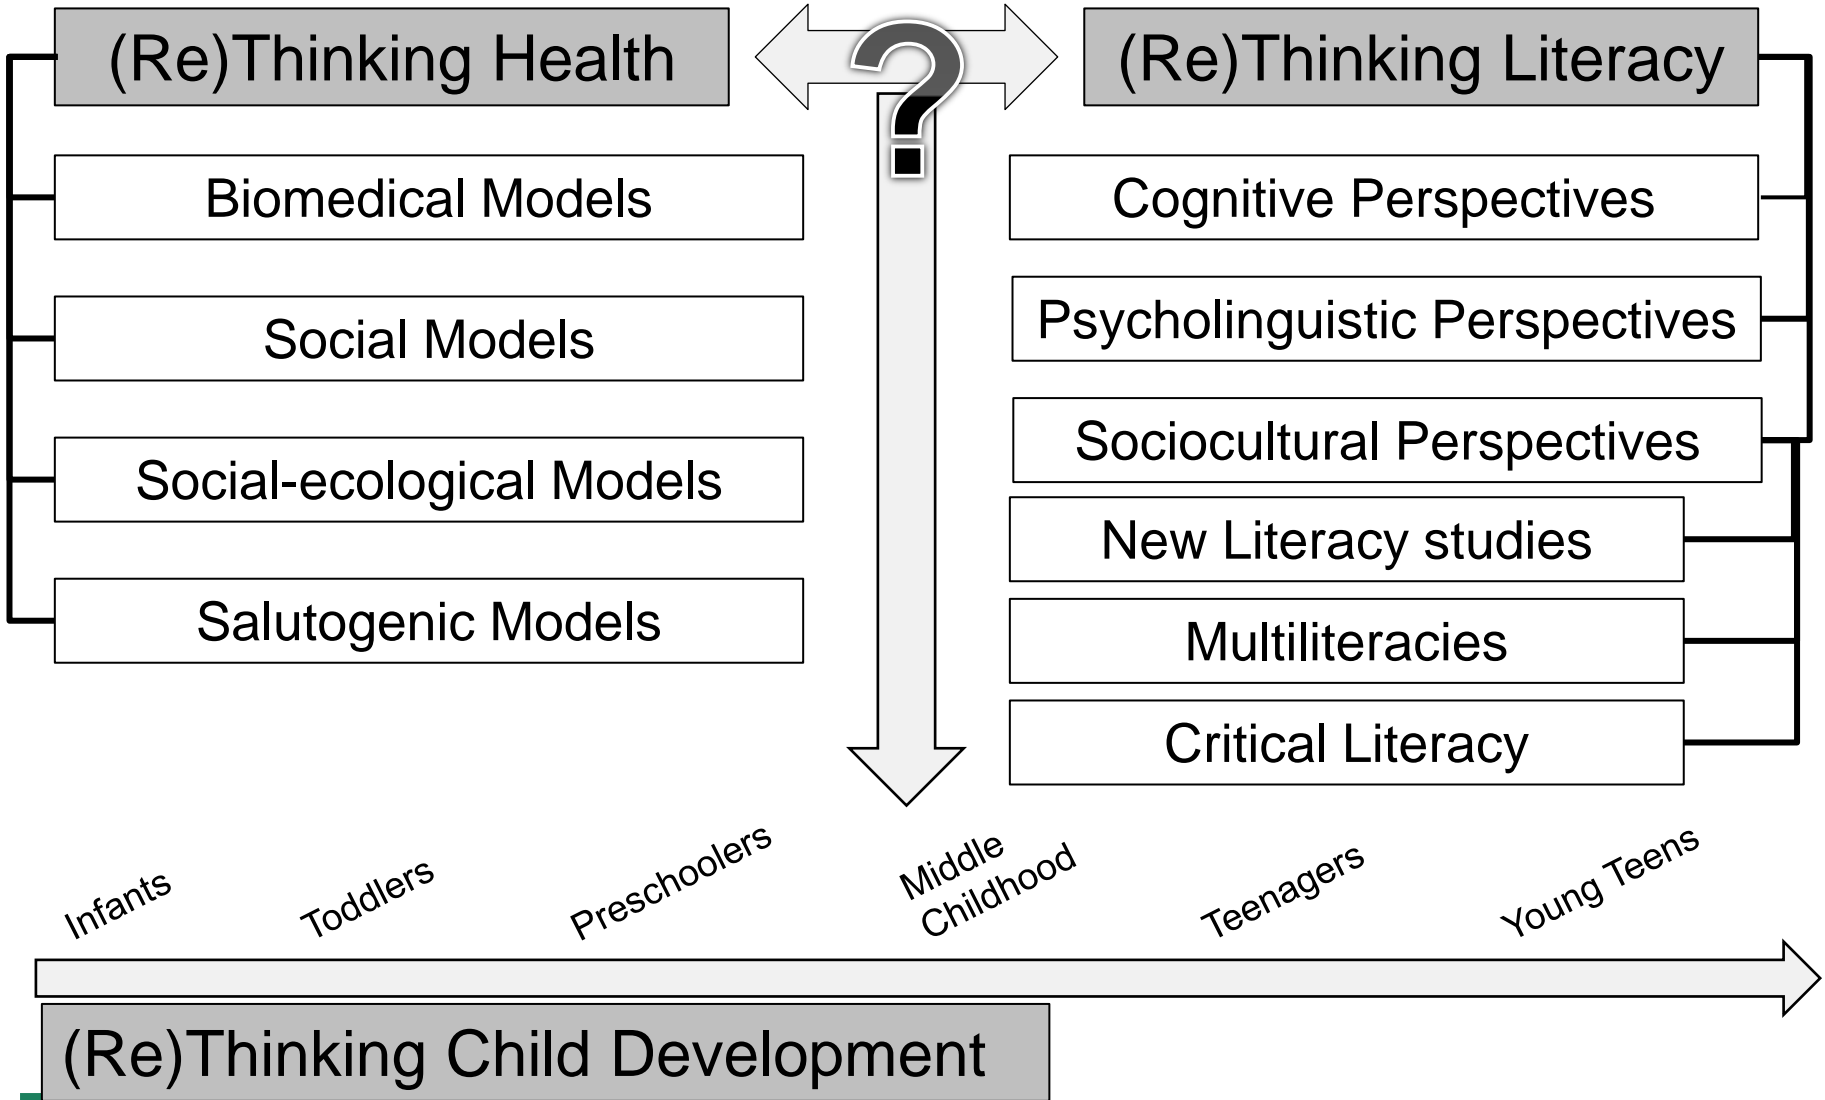 (Re)Thinking Health
?
(Re)Thinking Literacy
Biomedical Models
Social Models
Social-ecological Models
Salutogenic Models
Cognitive Perspectives
Psycholinguistic Perspectives
Sociocultural Perspectives
New Literacy studies
Multiliteracies
Critical Literacy
Infants
Toddlers
Preschoolers
Middle
Childhood
Teenagers
Young Teens
(Re)Thinking Child Development